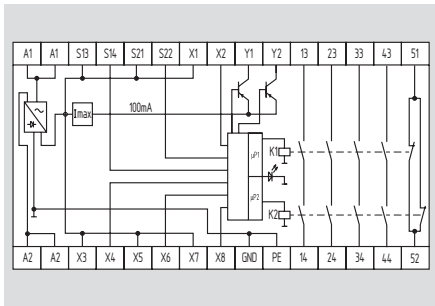 A1 A1 S13 S14 S21 S22 X1 X2 Y1 Y2 13 23 33 43 51
Imax 100mA
µP1 K1
µP2 K2
A2 A2 X3 X4 X5 X6 X7 X8 GND PE 14 24 34 44 52